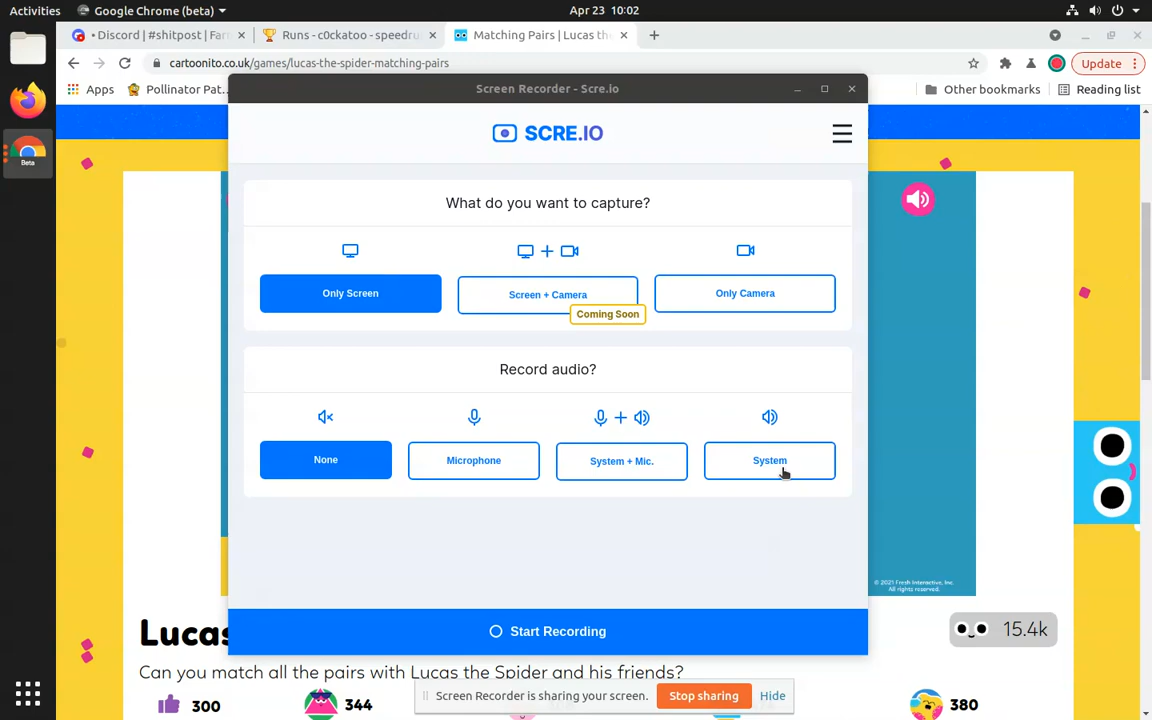 Activities
Google Chrome (beta)
Apr 23 10:02
• Discord | #shitpost | Far
Runs - c0ckatoo - speedru
Matching Pairs | Lucas the
cartoonito.co.uk/games/lucas-the-spider-matching-pairs
Update
Apps
Pollinator Pat...
Other bookmarks
Reading list
Beta
Screen Recorder - Scre.io
SCRE.IO
What do you want to capture?
Only Screen
Screen + Camera
Only Camera
Coming Soon
Record audio?
None
Microphone
System + Mic.
System
Start Recording
© 2021 Fresh Interactive, Inc.
All rights reserved.
Lucas
15.4k
Can you match all the pairs with Lucas the Spider and his friends?
Screen Recorder is sharing your screen.
Stop sharing
Hide
300
344
380